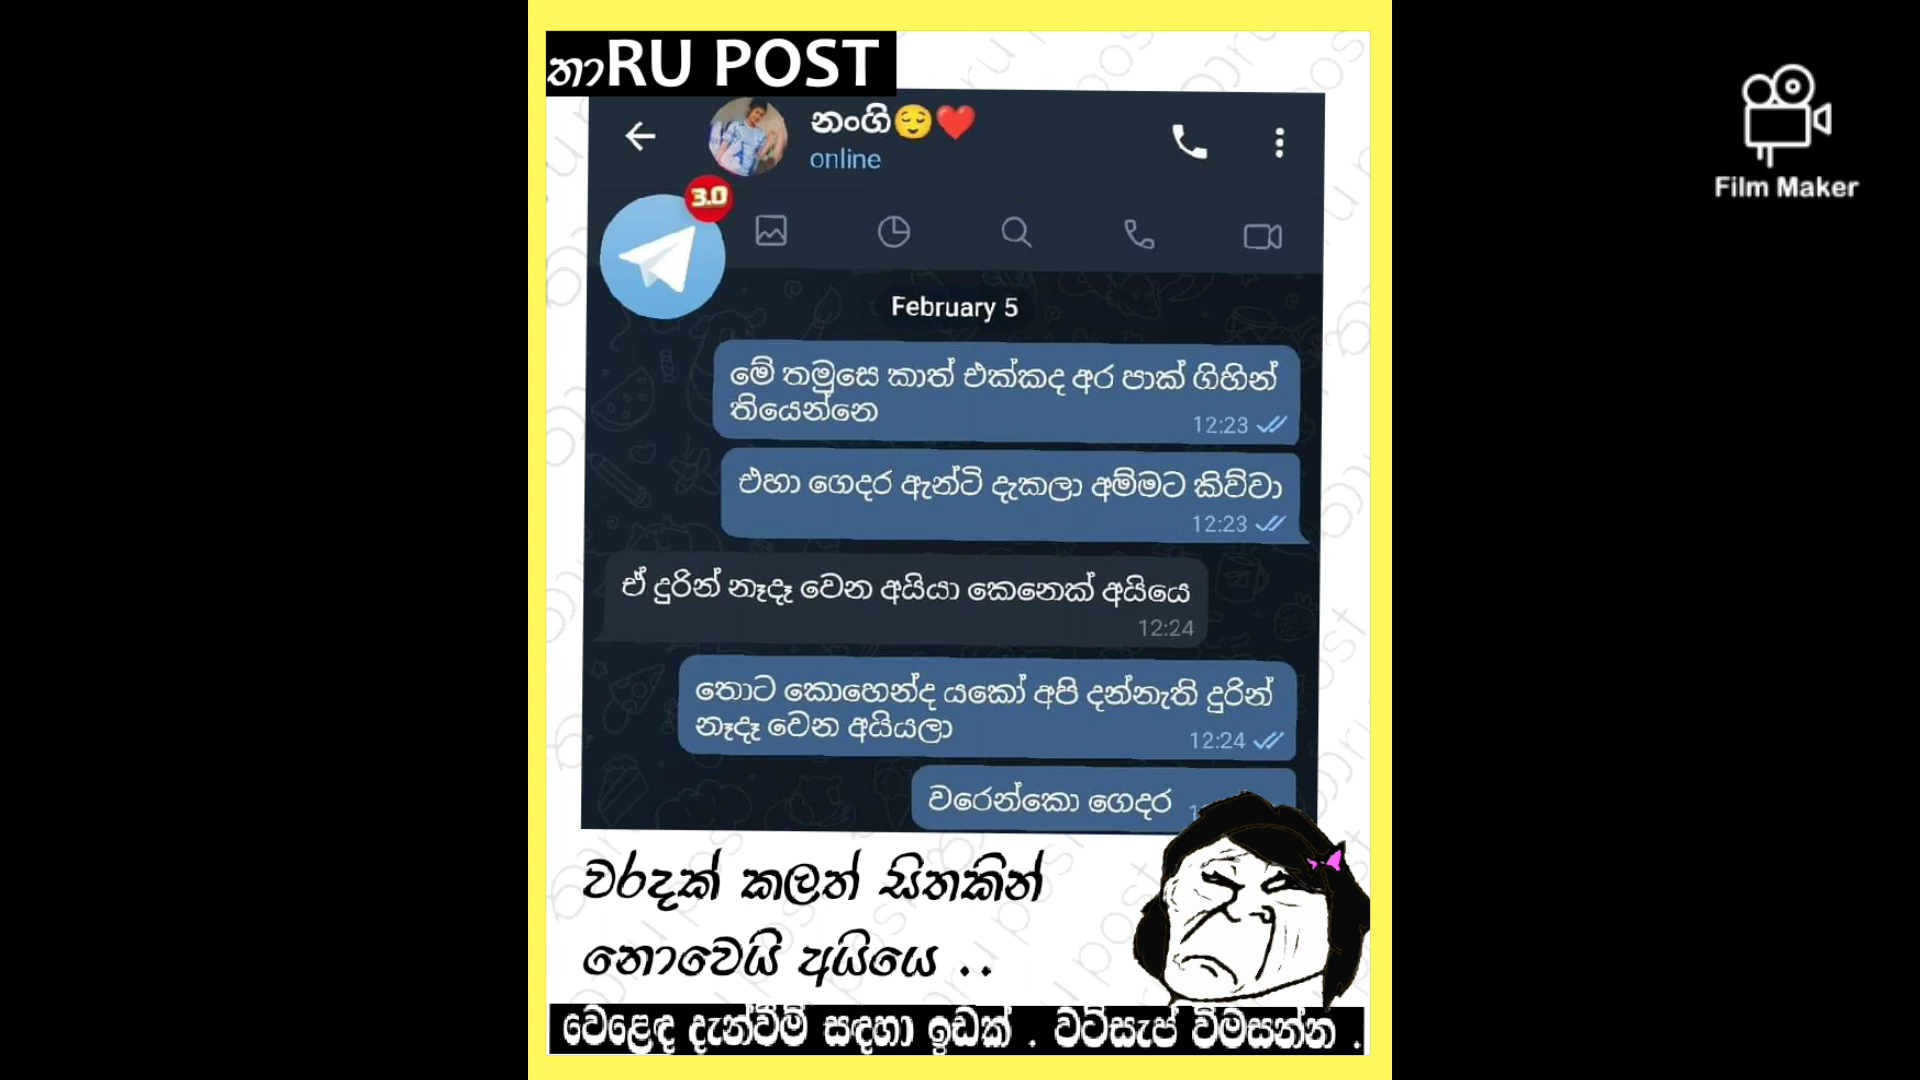 තාRU POST
Film Maker
නංගි😌❤️
online
3.0
February 5
මේ තමුසෙ කාත් එක්කද අර පාක් ගිහින්
තියෙන්නෙ
12:23
එහා ගෙදර ඇන්ටි දැකලා අම්මට කිව්වා
12:23
ඒ දුරින් නෑදෑ වෙන අයියා කෙනෙක් අයියෙ
12:24
තොට කොහෙන්ද යකෝ අපි දන්නැති දුරින්
නෑදෑ වෙන අයියලා
12:24
වරෙන්කො ගෙදර
වරදක් කලත් සිතකින්
නොවෙයි අයියෙ ..
වෙළෙඳ දැන්වීම් සඳහා ඉඩක් . වට්සැප් විමසන්න .